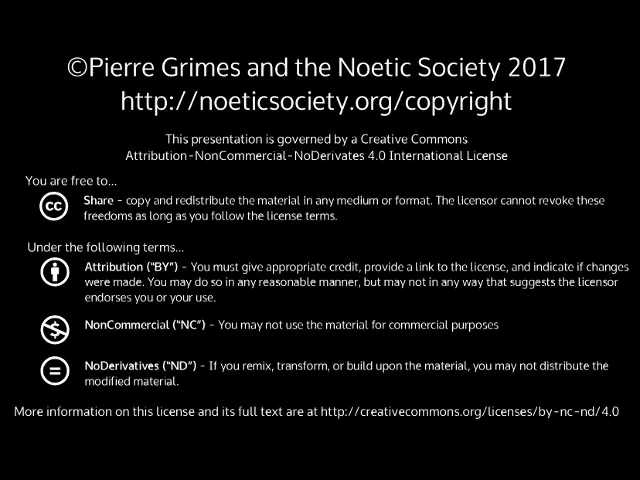 ©Pierre Grimes and the Noetic Society 2017
http://noeticsociety.org/copyright
This presentation is governed by a Creative Commons
Attribution-NonCommercial-NoDerivates 4.0 International License
You are free to...
cc
Share - copy and redistribute the material in any medium or format. The licensor cannot revoke these
freedoms as long as you follow the license terms.
Under the following terms...
Attribution ("BY") - You must give appropriate credit, provide a link to the license, and indicate if changes
were made. You may do so in any reasonable manner, but may not in any way that suggests the licensor
endorses you or your use.
NonCommercial ("NC") - You may not use the material for commercial purposes
NoDerivatives ("ND") - If you remix, transform, or build upon the material, you may not distribute the
modified material.
More information on this license and its full text are at http://creativecommons.org/licenses/by-nc-nd/4.0